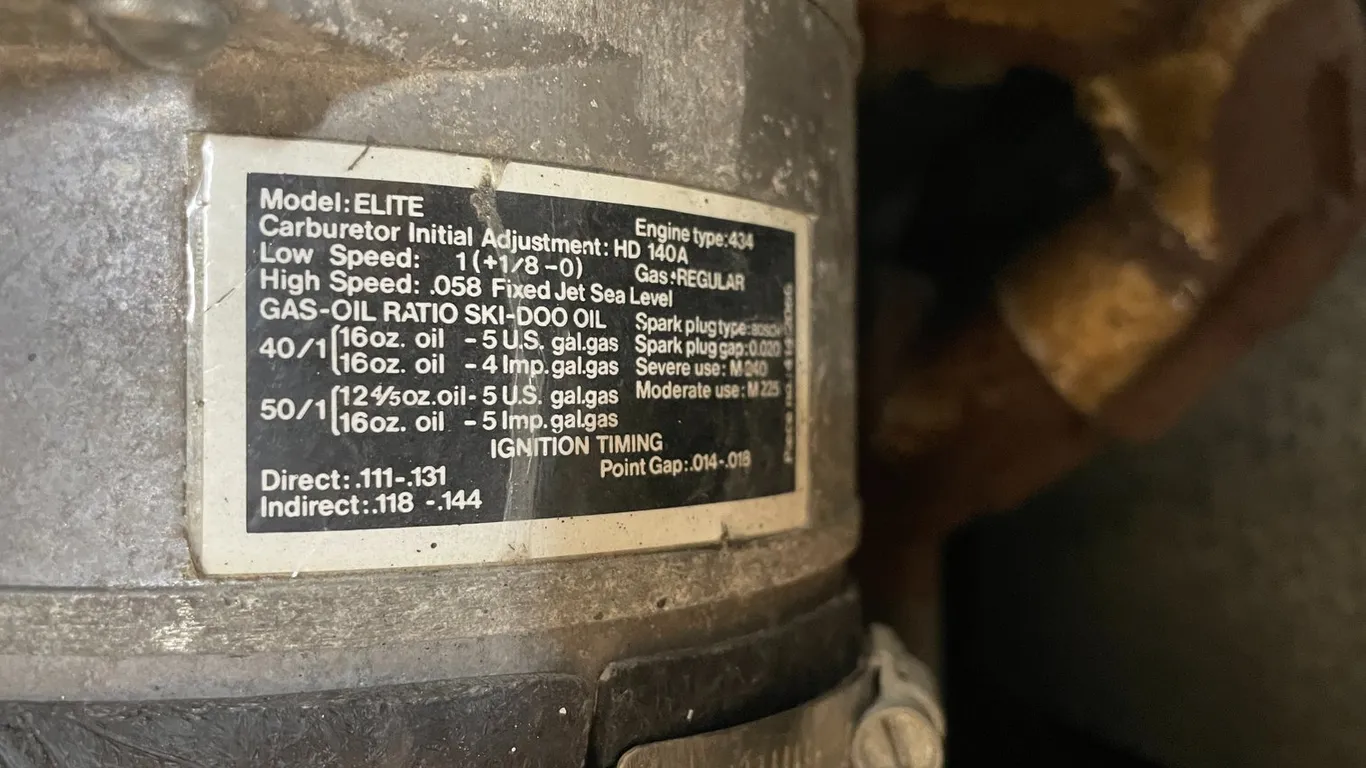 Model: ELITE
Engine type: 434
Carburetor Initial Adjustment: HD 140A
Low Speed: 1 (+1/8 -0)
Gas: REGULAR
High Speed: .058 Fixed Jet Sea Level
GAS-OIL RATIO SKI-DOO OIL
Spark plug type: BOSCH
40/1
16oz. oil - 5 U.S. gal.gas
Spark plug gap: 0.020
16oz. oil - 4 Imp. gal.gas
Severe use: M 240
50/1
12 4/5 oz. oil - 5 U.S. gal.gas
Moderate use: M 225
16oz. oil - 5 Imp. gal.gas
IGNITION TIMING
Direct: .111-.131
Point Gap: .014-.018
Indirect: .118 -.144